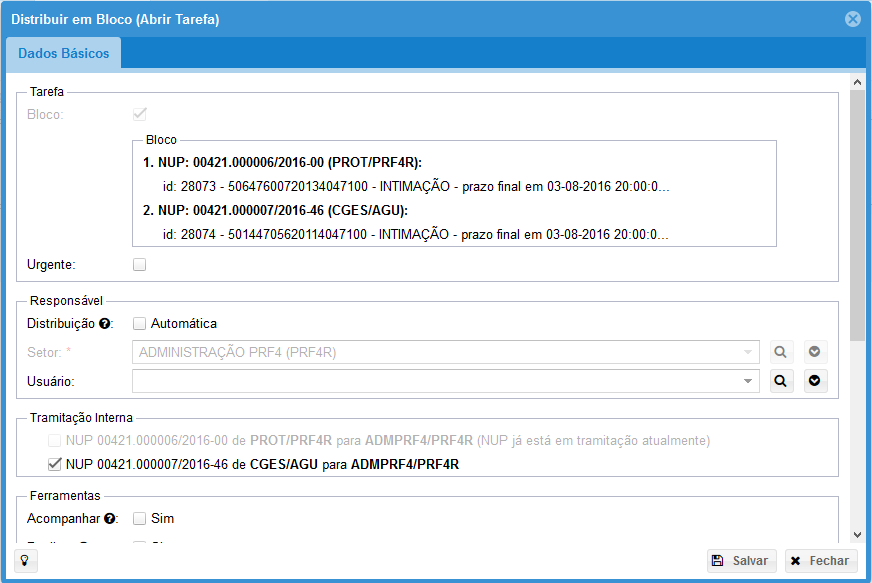 Distribuir em Bloco (Abrir Tarefa)
Dados Básicos
Tarefa
Bloco:
Bloco
1. NUP: 00421.000006/2016-00 (PROT/PRF4R):
id: 28073 - 50647600720134047100 - INTIMAÇÃO - prazo final em 03-08-2016 20:00:0...
2. NUP: 00421.000007/2016-46 (CGES/AGU):
id: 28074 - 50144705620114047100 - INTIMAÇÃO - prazo final em 03-08-2016 20:00:0...
Urgente:
Responsável
Distribuição ?: Automática
Setor: * ADMINISTRAÇÃO PRF4 (PRF4R)
Usuário:
Tramitação Interna
NUP 00421.000006/2016-00 de PROT/PRF4R para ADMPRF4/PRF4R (NUP já está em tramitação atualmente)
NUP 00421.000007/2016-46 de CGES/AGU para ADMPRF4/PRF4R
Ferramentas
Acompanhar ?: Sim
Salvar Fechar